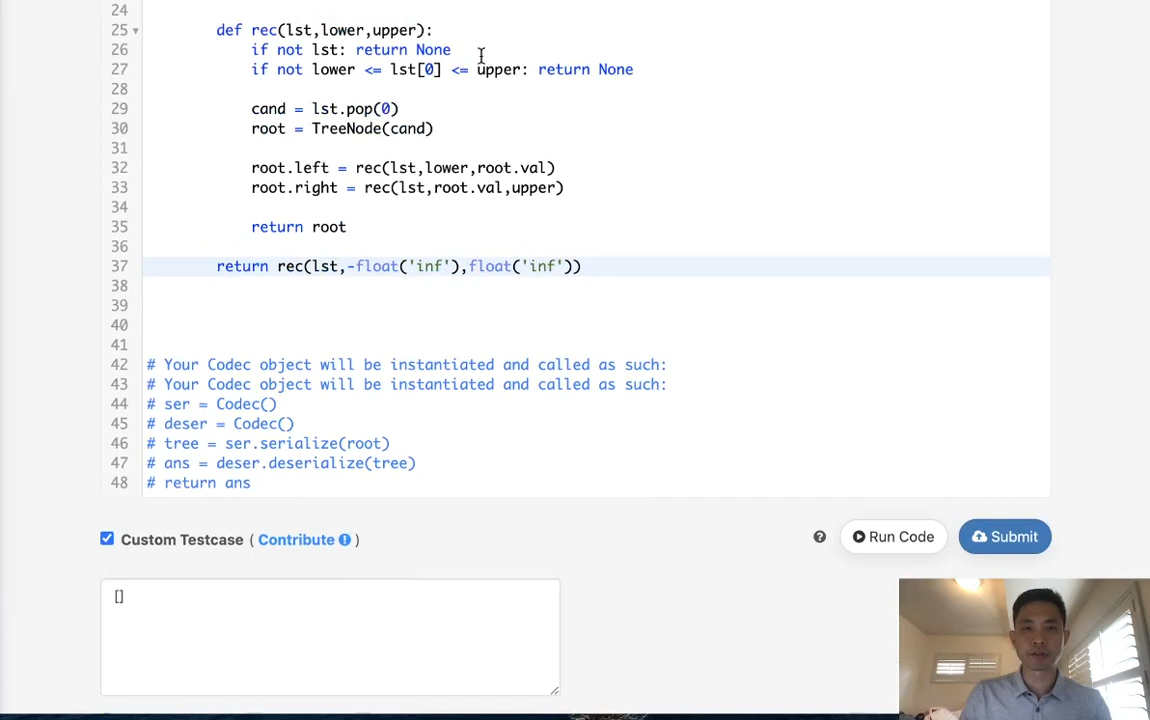 24
25 def rec(lst,lower,upper):
26 if not lst: return None
27 if not lower <= lst[0] <= upper: return None
28
29 cand = lst.pop(0)
30 root = TreeNode(cand)
31
32 root.left = rec(lst,lower,root.val)
33 root.right = rec(lst,root.val,upper)
34
35 return root
36
37 return rec(lst,-float('inf'),float('inf'))
38
39
40
41
42 # Your Codec object will be instantiated and called as such:
43 # Your Codec object will be instantiated and called as such:
44 # ser = Codec()
45 # deser = Codec()
46 # tree = ser.serialize(root)
47 # ans = deser.deserialize(tree)
48 # return ans
Custom Testcase ( Contribute )
? Run Code Submit
[]